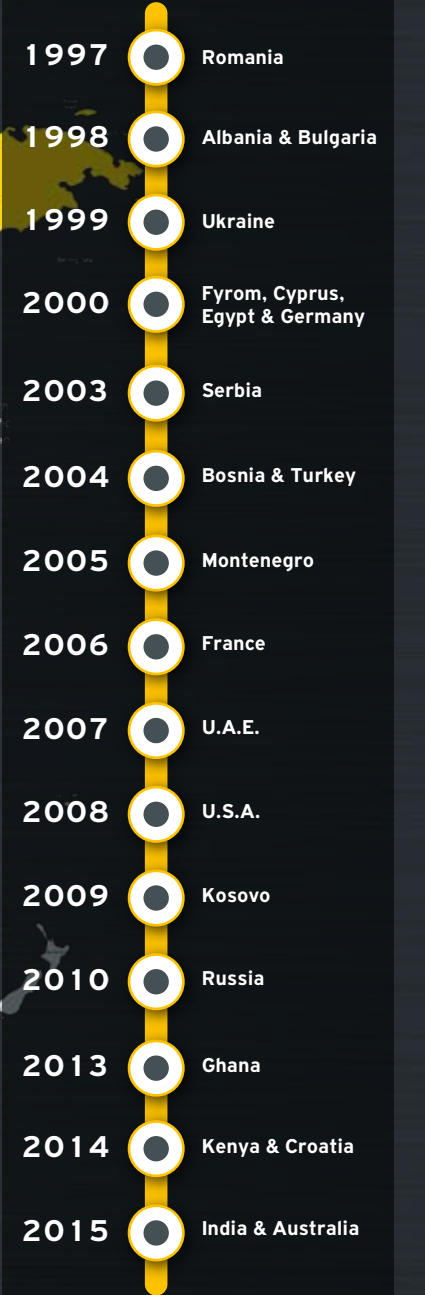 1997 Romania
1998 Albania & Bulgaria
1999 Ukraine
2000 Fyrom, Cyprus,
Egypt & Germany
2003 Serbia
2004 Bosnia & Turkey
2005 Montenegro
2006 France
2007 U.A.E.
2008 U.S.A.
2009 Kosovo
2010 Russia
2013 Ghana
2014 Kenya & Croatia
2015 India & Australia